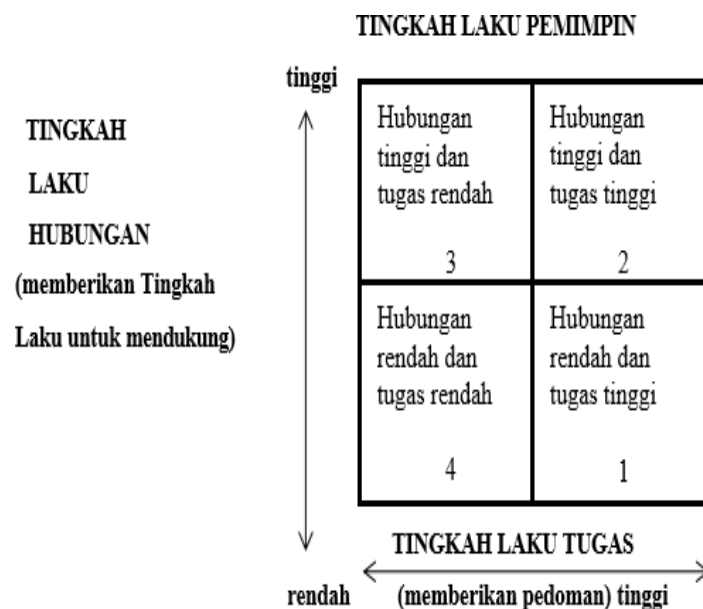 TINGKAH LAKU PEMIMPIN
tinggi
TINGKAH
LAKU
HUBUNGAN
(memberikan Tingkah
Laku untuk mendukung)
Hubungan
tinggi dan
tugas rendah
3
Hubungan
tinggi dan
tugas tinggi
2
Hubungan
rendah dan
tugas rendah
4
Hubungan
rendah dan
tugas tinggi
1
TINGKAH LAKU TUGAS
rendah
(memberikan pedoman) tinggi